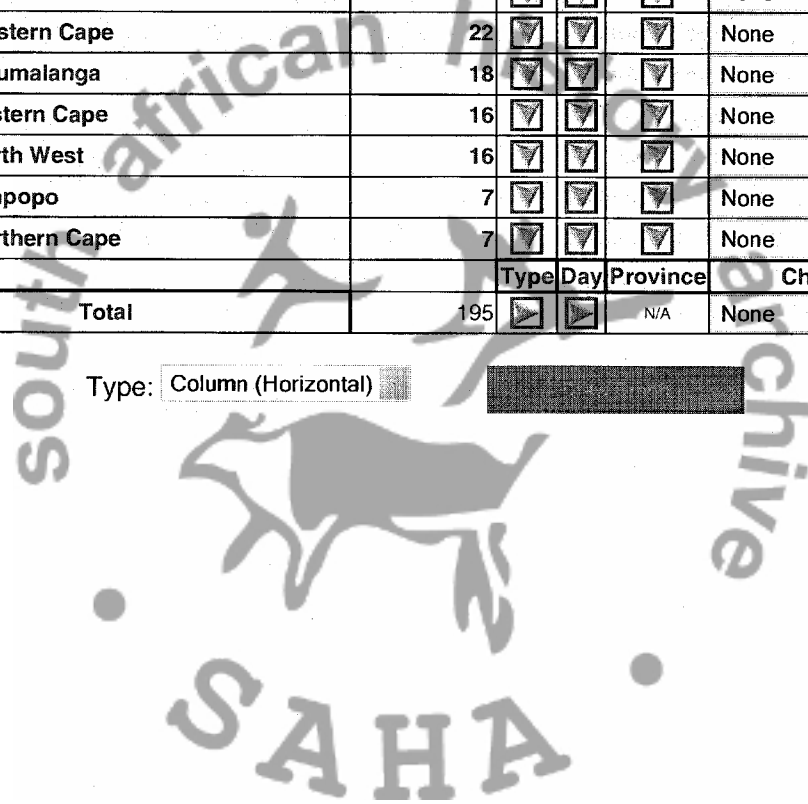 stern Cape 22 None
umalanga 18 None
stern Cape 16 None
rth West 16 None
popo 7 None
rthern Cape 7 None
Type Day Province Ch
Total 195 N/A None
Type: Column (Horizontal)
south african history archive
SAHA